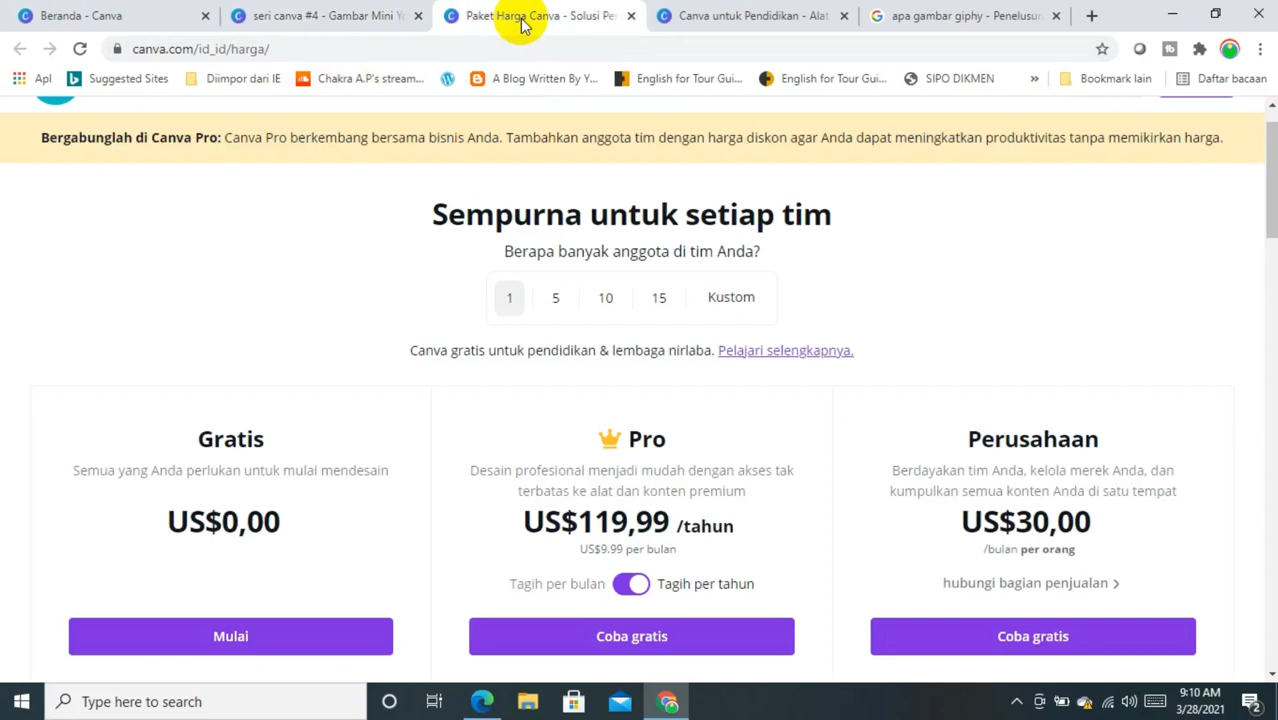 Beranda - Canva
seri canva #4 - Gambar Mini Yo
Paket Harga Canva - Solusi Per
Canva untuk Pendidikan - Alat
apa gambar giphy - Penelusur
canva.com/id_id/harga/
Apl
Suggested Sites
Diimpor dari IE
Chakra A.P's stream...
A Blog Written By Y...
English for Tour Gui...
English for Tour Gui...
SIPO DIKMEN
»
Bookmark lain
Daftar bacaan
Bergabunglah di Canva Pro: Canva Pro berkembang bersama bisnis Anda. Tambahkan anggota tim dengan harga diskon agar Anda dapat meningkatkan produktivitas tanpa memikirkan harga.
Sempurna untuk setiap tim
Berapa banyak anggota di tim Anda?
1 5 10 15 Kustom
Canva gratis untuk pendidikan & lembaga nirlaba. Pelajari selengkapnya.
Gratis
Semua yang Anda perlukan untuk mulai mendesain
US$0,00
Mulai
Pro
Desain profesional menjadi mudah dengan akses tak
terbatas ke alat dan konten premium
US$119,99 /tahun
US$9.99 per bulan
Tagih per bulan Tagih per tahun
Coba gratis
Perusahaan
Berdayakan tim Anda, kelola merek Anda, dan
kumpulkan semua konten Anda di satu tempat
US$30,00
/bulan per orang
hubungi bagian penjualan
Coba gratis
Type here to search
9:10 AM
3/28/2021
2